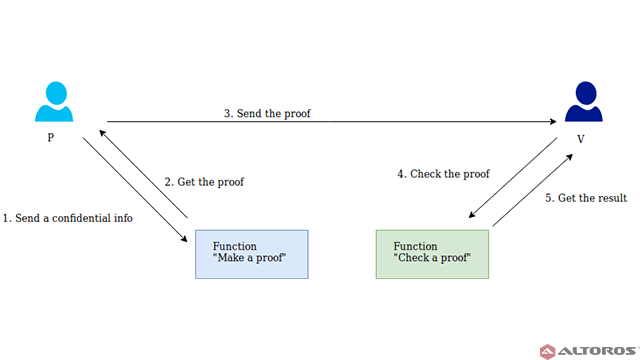 3. Send the proof
P
V
4. Check the proof
2. Get the proof
5. Get the result
1. Send a confidential info
Function
"Make a proof"
Function
"Check a proof"
ALTOROS